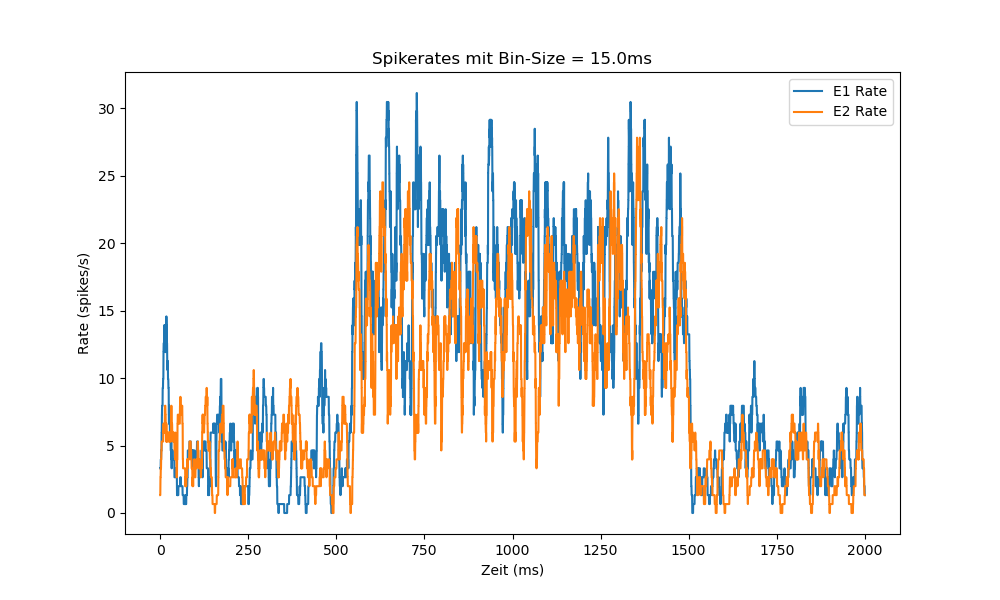 Spikerates mit Bin-Size = 15.0ms
E1 Rate
E2 Rate
30
25
20
15
10
5
0
Rate (spikes/s)
0 250 500 750 1000 1250 1500 1750 2000
Zeit (ms)